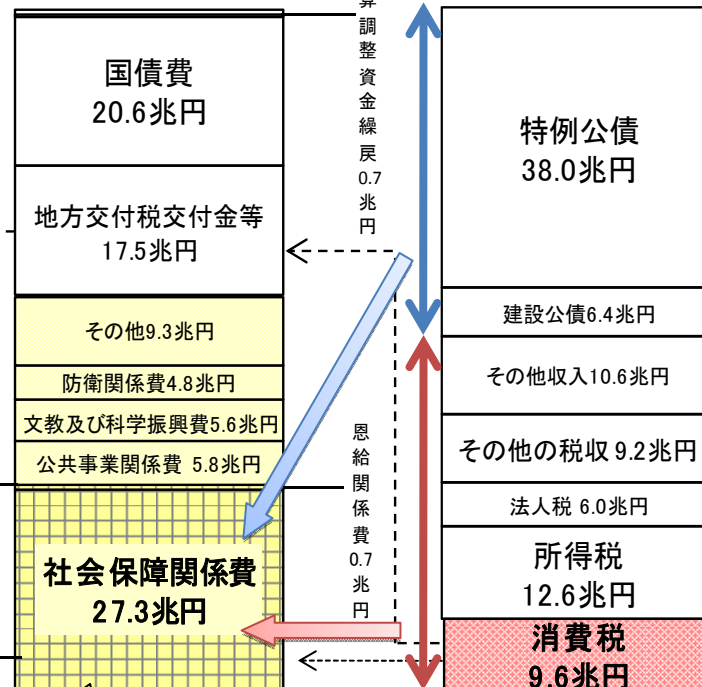 国債費
20.6兆円
地方交付税交付金等
17.5兆円
その他9.3兆円
防衛関係費4.8兆円
文教及び科学振興費5.6兆円
公共事業関係費 5.8兆円
社会保障関係費
27.3兆円
算調整資金繰戻0.7兆円
恩給関係費0.7兆円
特例公債
38.0兆円
建設公債6.4兆円
その他収入10.6兆円
その他の税収 9.2兆円
法人税 6.0兆円
所得税
12.6兆円
消費税
9.6兆円